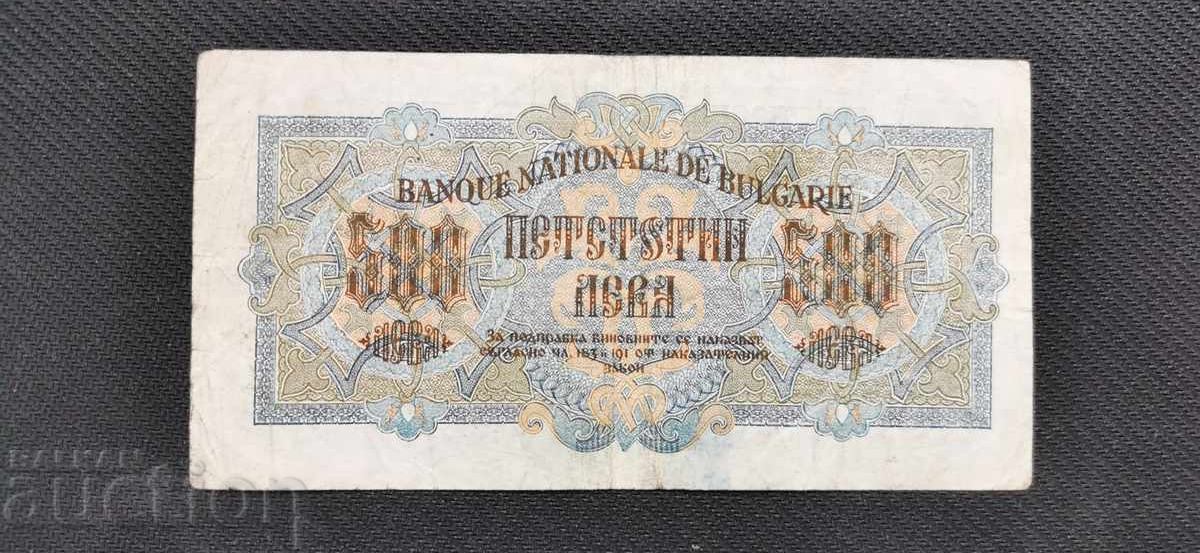 BANQUE NATIONALE DE BULGARIE
500 ПЕТСТОТИН 500
ЛЕВА
ЛЕВА ЛЕВА
ЗА ПОДПРАВКА ВИНОВНИТЕ СЕ НАКАЗВАТ
СЪГЛАСНО ЧЛ. 183 И 191 ОТ НАКАЗАТЕЛНИЙ
ЗАКОН